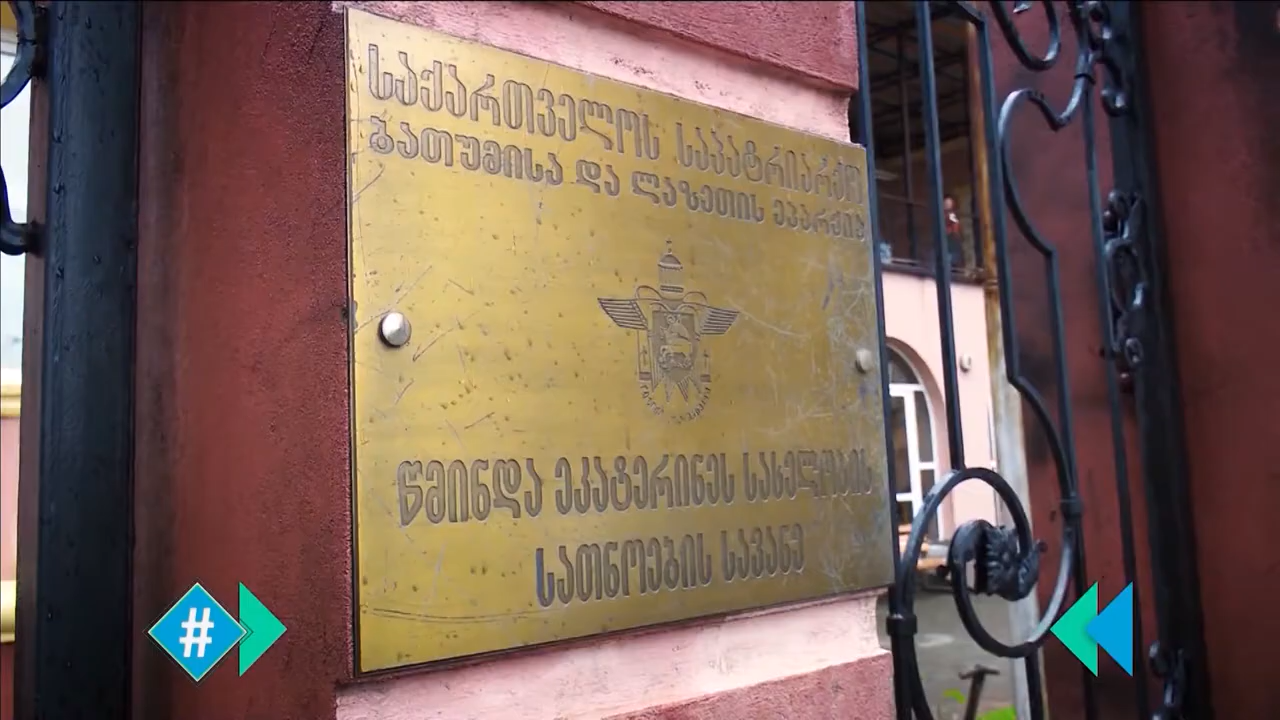 საქართველოს საპატრიარქო
ბათუმისა და ლაზეთის ეპარქია
წმინდა ეკატერინეს სახელობის
სათნოების სავანე
#